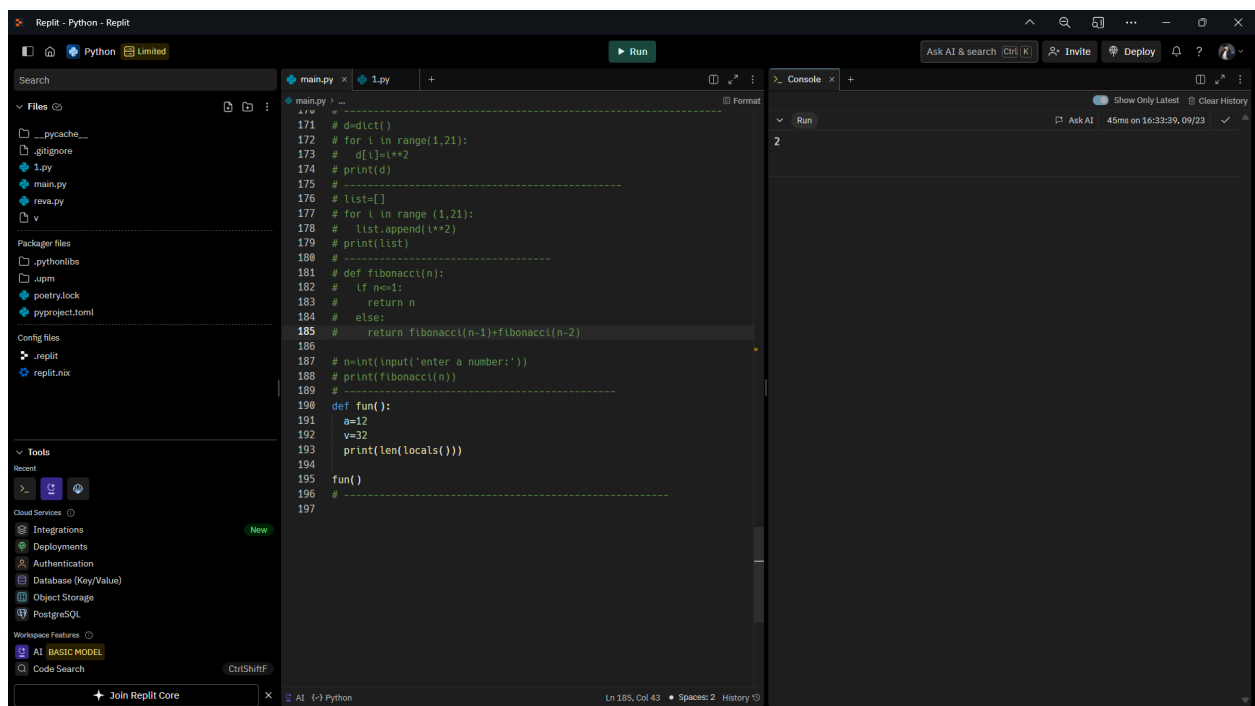 Replit - Python - Replit
Python Limited Run Ask AI & search Ctrl K Invite Deploy ?
Search
Files
__pycache__
.gitignore
1.py
main.py
reva.py
v
Packager files
.pythonlibs
.upm
poetry.lock
pyproject.toml
Config files
.replit
replit.nix
Tools
Recent
Cloud Services
Integrations New
Deployments
Authentication
Database (Key/Value)
Object Storage
PostgreSQL
Workspace Features
AI BASIC MODEL
Code Search CtrlShiftF
Join Replit Core ×
main.py × 1.py +
main.py > ... Format
170 # ----------------------------------------------------------------
171 # d=dict()
172 # for i in range(1,21):
173 #   d[i]=i**2
174 # print(d)
175 # -----------------------------------------------
176 # list=[]
177 # for i in range (1,21):
178 #   list.append(i**2)
179 # print(list)
180 # -----------------------------------
181 # def fibonacci(n):
182 #   if n<=1:
183 #     return n
184 #   else:
185 #     return fibonacci(n-1)+fibonacci(n-2)
186
187 # n=int(input('enter a number:'))
188 # print(fibonacci(n))
189 # ----------------------------------------------
190 def fun():
191   a=12
192   v=32
193   print(len(locals()))
194
195 fun()
196 # -------------------------------------------------------
197
AI {} Python Ln 185, Col 43 Spaces: 2 History
>_ Console × +
Show Only Latest Clear History
Run Ask AI 45ms on 16:33:39, 09/23
2